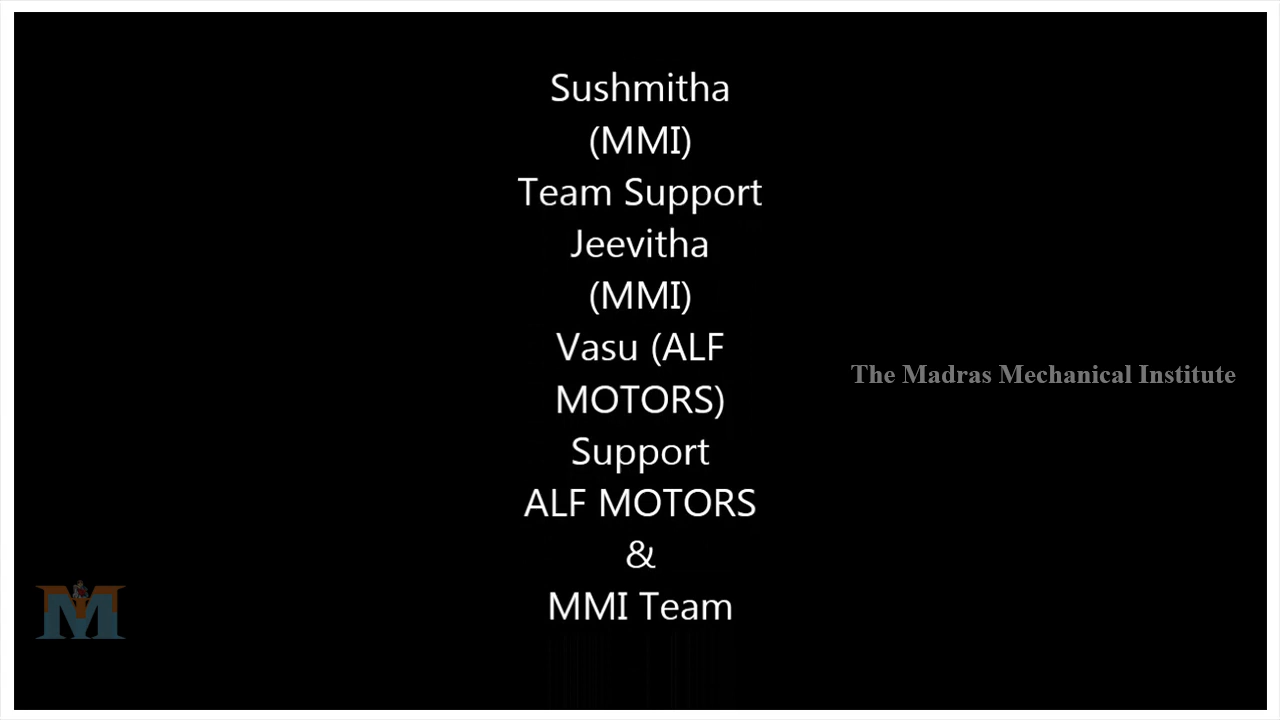 Sushmitha
(MMI)
Team Support
Jeevitha
(MMI)
Vasu (ALF
MOTORS)
Support
ALF MOTORS
&
MMI Team
The Madras Mechanical Institute
M